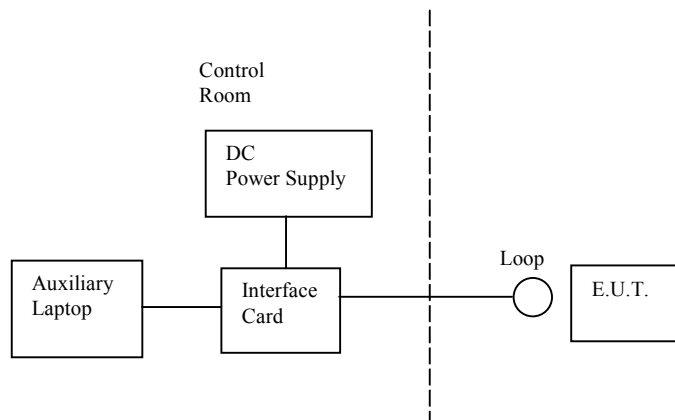 Control
Room
DC
Power Supply
Auxiliary
Laptop
Interface
Card
Loop
E.U.T.